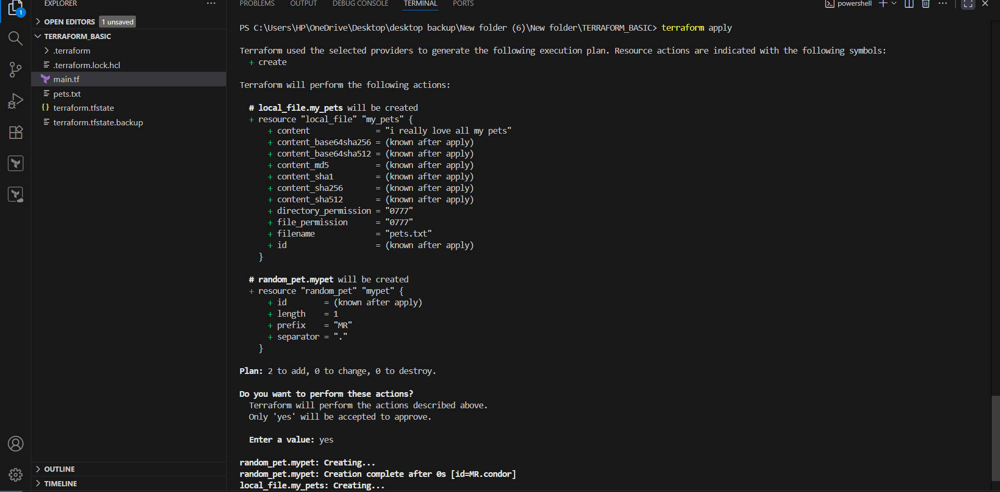 EXPLORER
PROBLEMS OUTPUT DEBUG CONSOLE TERMINAL PORTS
powershell
1
OPEN EDITORS 1 unsaved
TERRAFORM_BASIC
.terraform
.terraform.lock.hcl
main.tf
pets.txt
{} terraform.tfstate
terraform.tfstate.backup
OUTLINE
TIMELINE
PS C:\Users\HP\OneDrive\Desktop\desktop backup\New folder (6)\New folder\TERRAFORM_BASIC> terraform apply
Terraform used the selected providers to generate the following execution plan. Resource actions are indicated with the following symbols:
+ create
Terraform will perform the following actions:
# local_file.my_pets will be created
+ resource "local_file" "my_pets" {
+ content = "i really love all my pets"
+ content_base64sha256 = (known after apply)
+ content_base64sha512 = (known after apply)
+ content_md5 = (known after apply)
+ content_sha1 = (known after apply)
+ content_sha256 = (known after apply)
+ content_sha512 = (known after apply)
+ directory_permission = "0777"
+ file_permission = "0777"
+ filename = "pets.txt"
+ id = (known after apply)
}
# random_pet.mypet will be created
+ resource "random_pet" "mypet" {
+ id = (known after apply)
+ length = 1
+ prefix = "MR"
+ separator = "."
}
Plan: 2 to add, 0 to change, 0 to destroy.
Do you want to perform these actions?
Terraform will perform the actions described above.
Only 'yes' will be accepted to approve.
Enter a value: yes
random_pet.mypet: Creating...
random_pet.mypet: Creation complete after 0s [id=MR.condor]
local_file.my_pets: Creating...